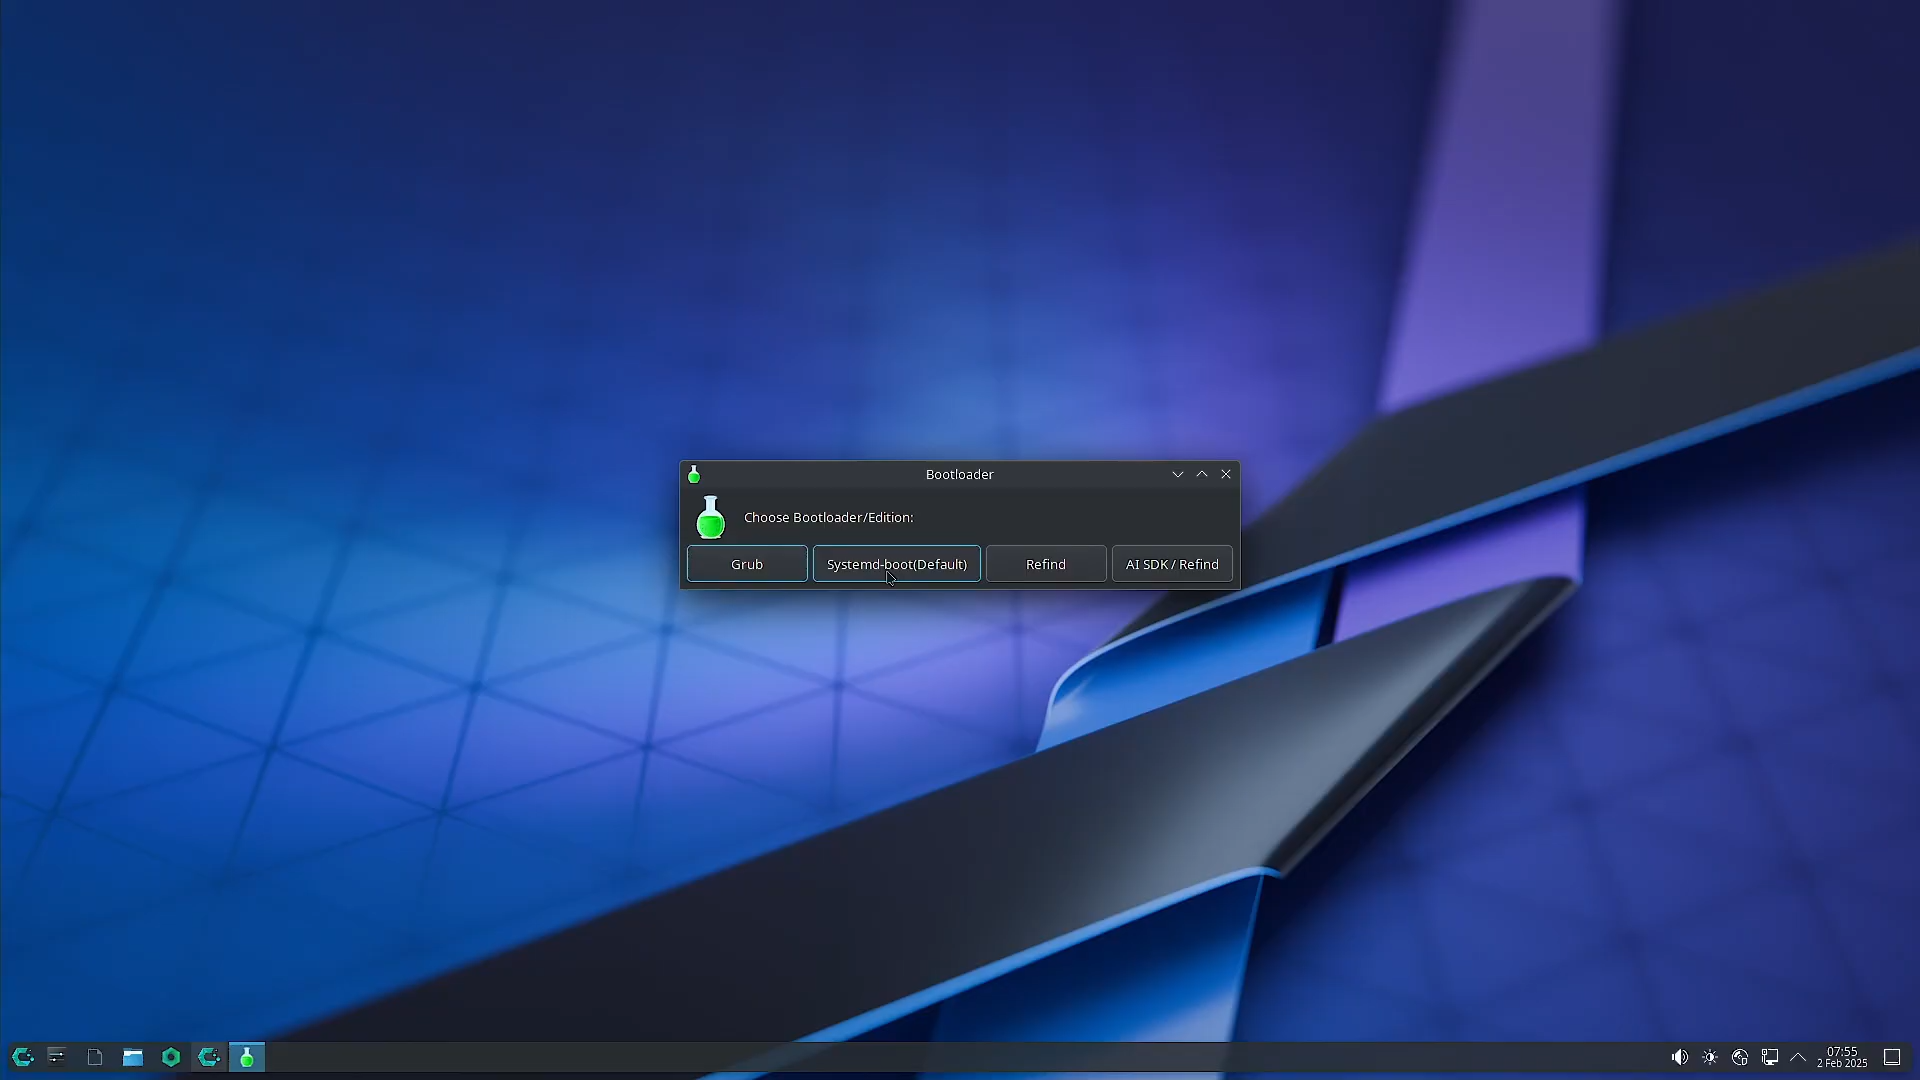 Bootloader
Choose Bootloader/Edition:
Grub
Systemd-boot(Default)
Refind
AI SDK / Refind
07:55
2 Feb 2025